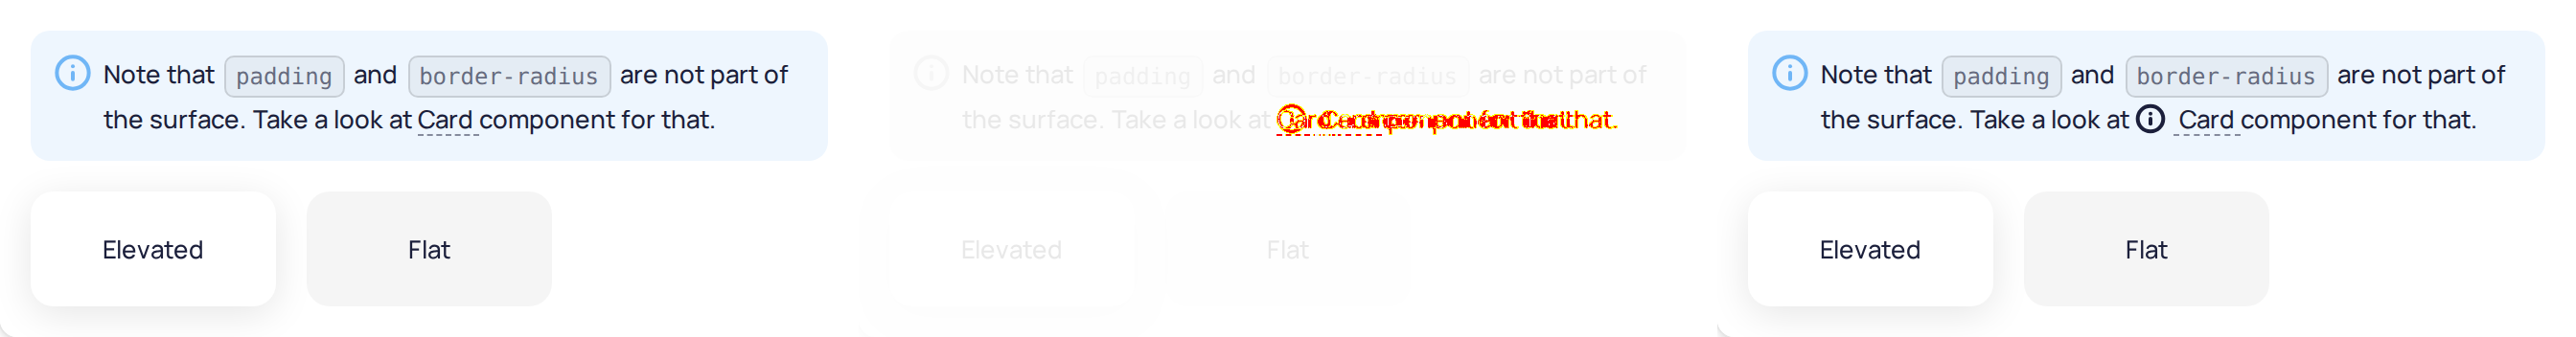 Note that padding and border-radius are not part of
the surface. Take a look at Card component for that.
Elevated
Flat
Note that padding and border-radius are not part of
the surface. Take a look at
Elevated
Flat
Note that padding and border-radius are not part of
the surface. Take a look at Card component for that.
Elevated
Flat